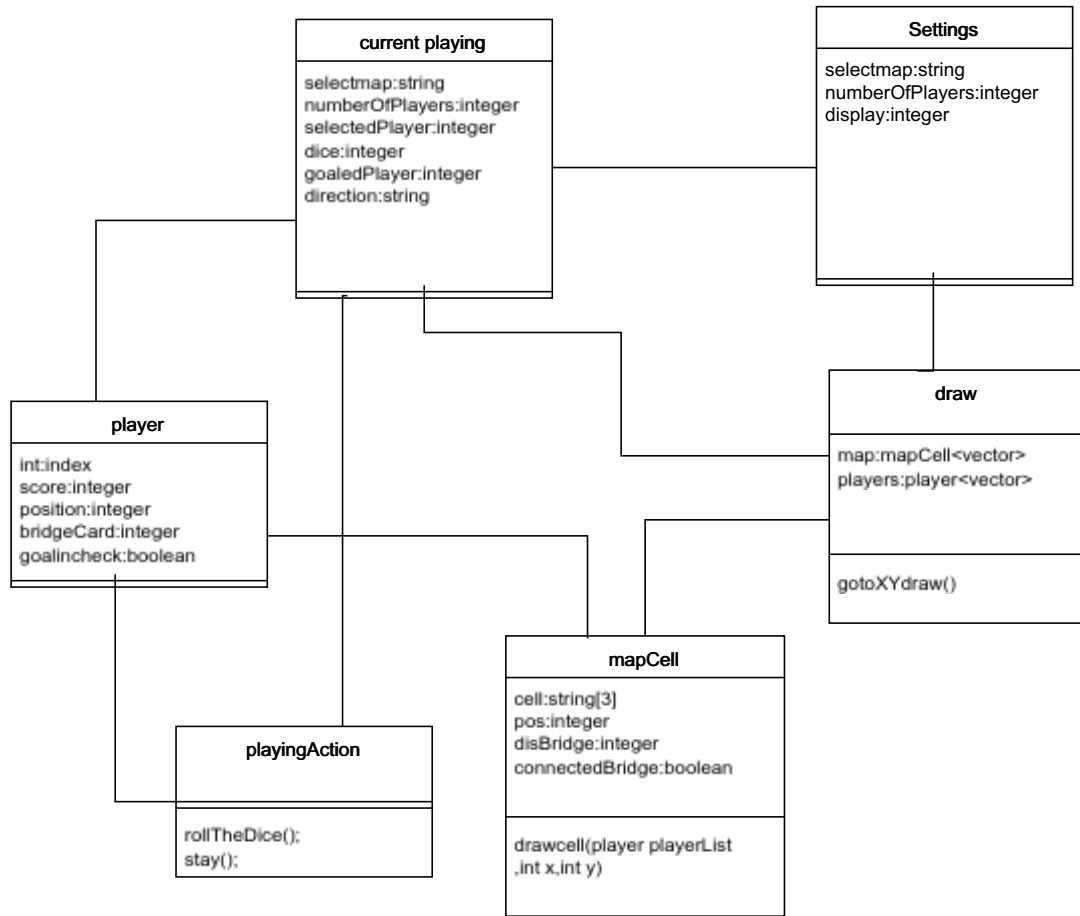 current playing
selectmap:string
numberOfPlayers:integer
selectedPlayer:integer
dice:integer
goaledPlayer:integer
direction:string
Settings
selectmap:string
numberOfPlayers:integer
display:integer
player
int:index
score:integer
position:integer
bridgeCard:integer
goalincheck:boolean
draw
map:mapCell<vector>
players:player<vector>
gotoXYdraw()
playingAction
rollTheDice();
stay();
mapCell
cell:string[3]
pos:integer
disBridge:integer
connectedBridge:boolean
drawcell(player playerList
,int x,int y)